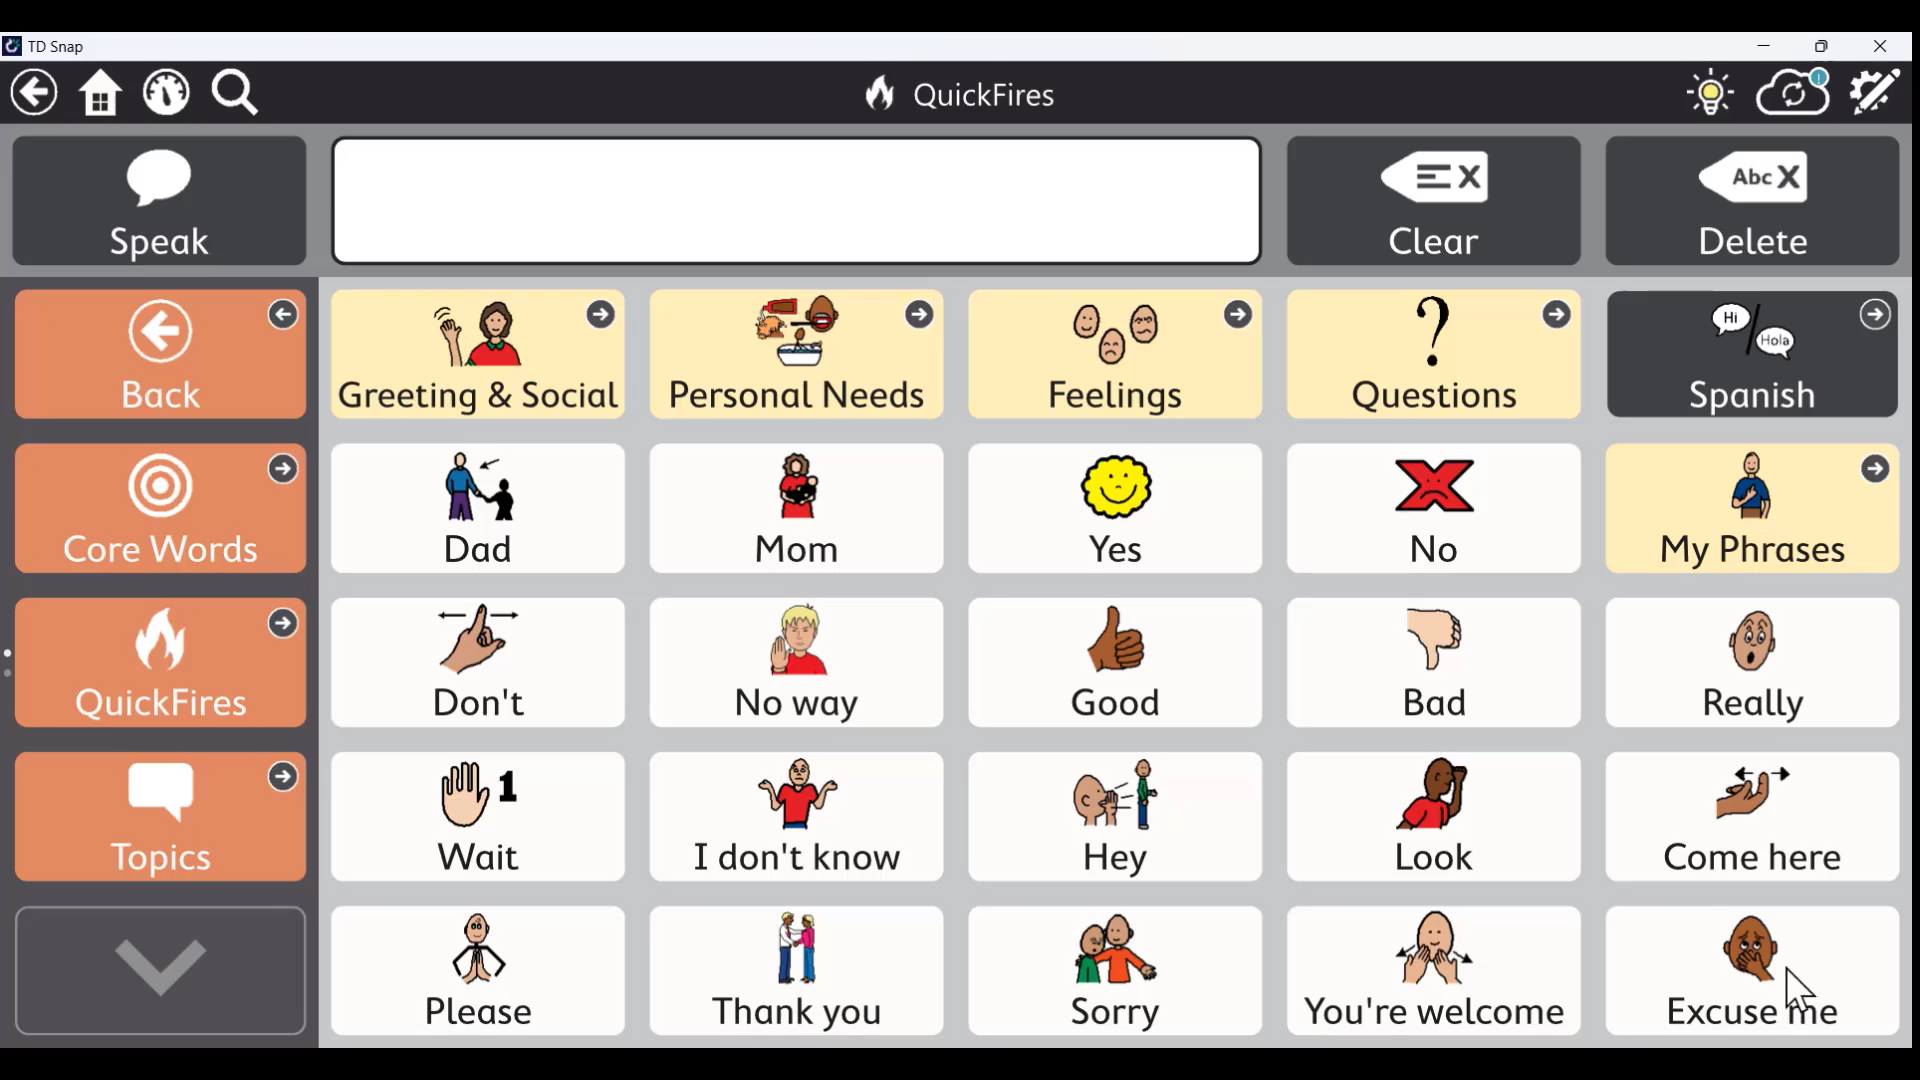 TD Snap
QuickFires
Speak
Clear
Abc X
Delete
Back
Greeting & Social
Personal Needs
Feelings
?
Questions
Hi
Hola
Spanish
Core Words
Dad
Mom
Yes
No
My Phrases
QuickFires
Don't
No way
Good
Bad
Really
Topics
1
Wait
I don't know
Hey
Look
Come here
Please
Thank you
Sorry
You're welcome
Excuse me